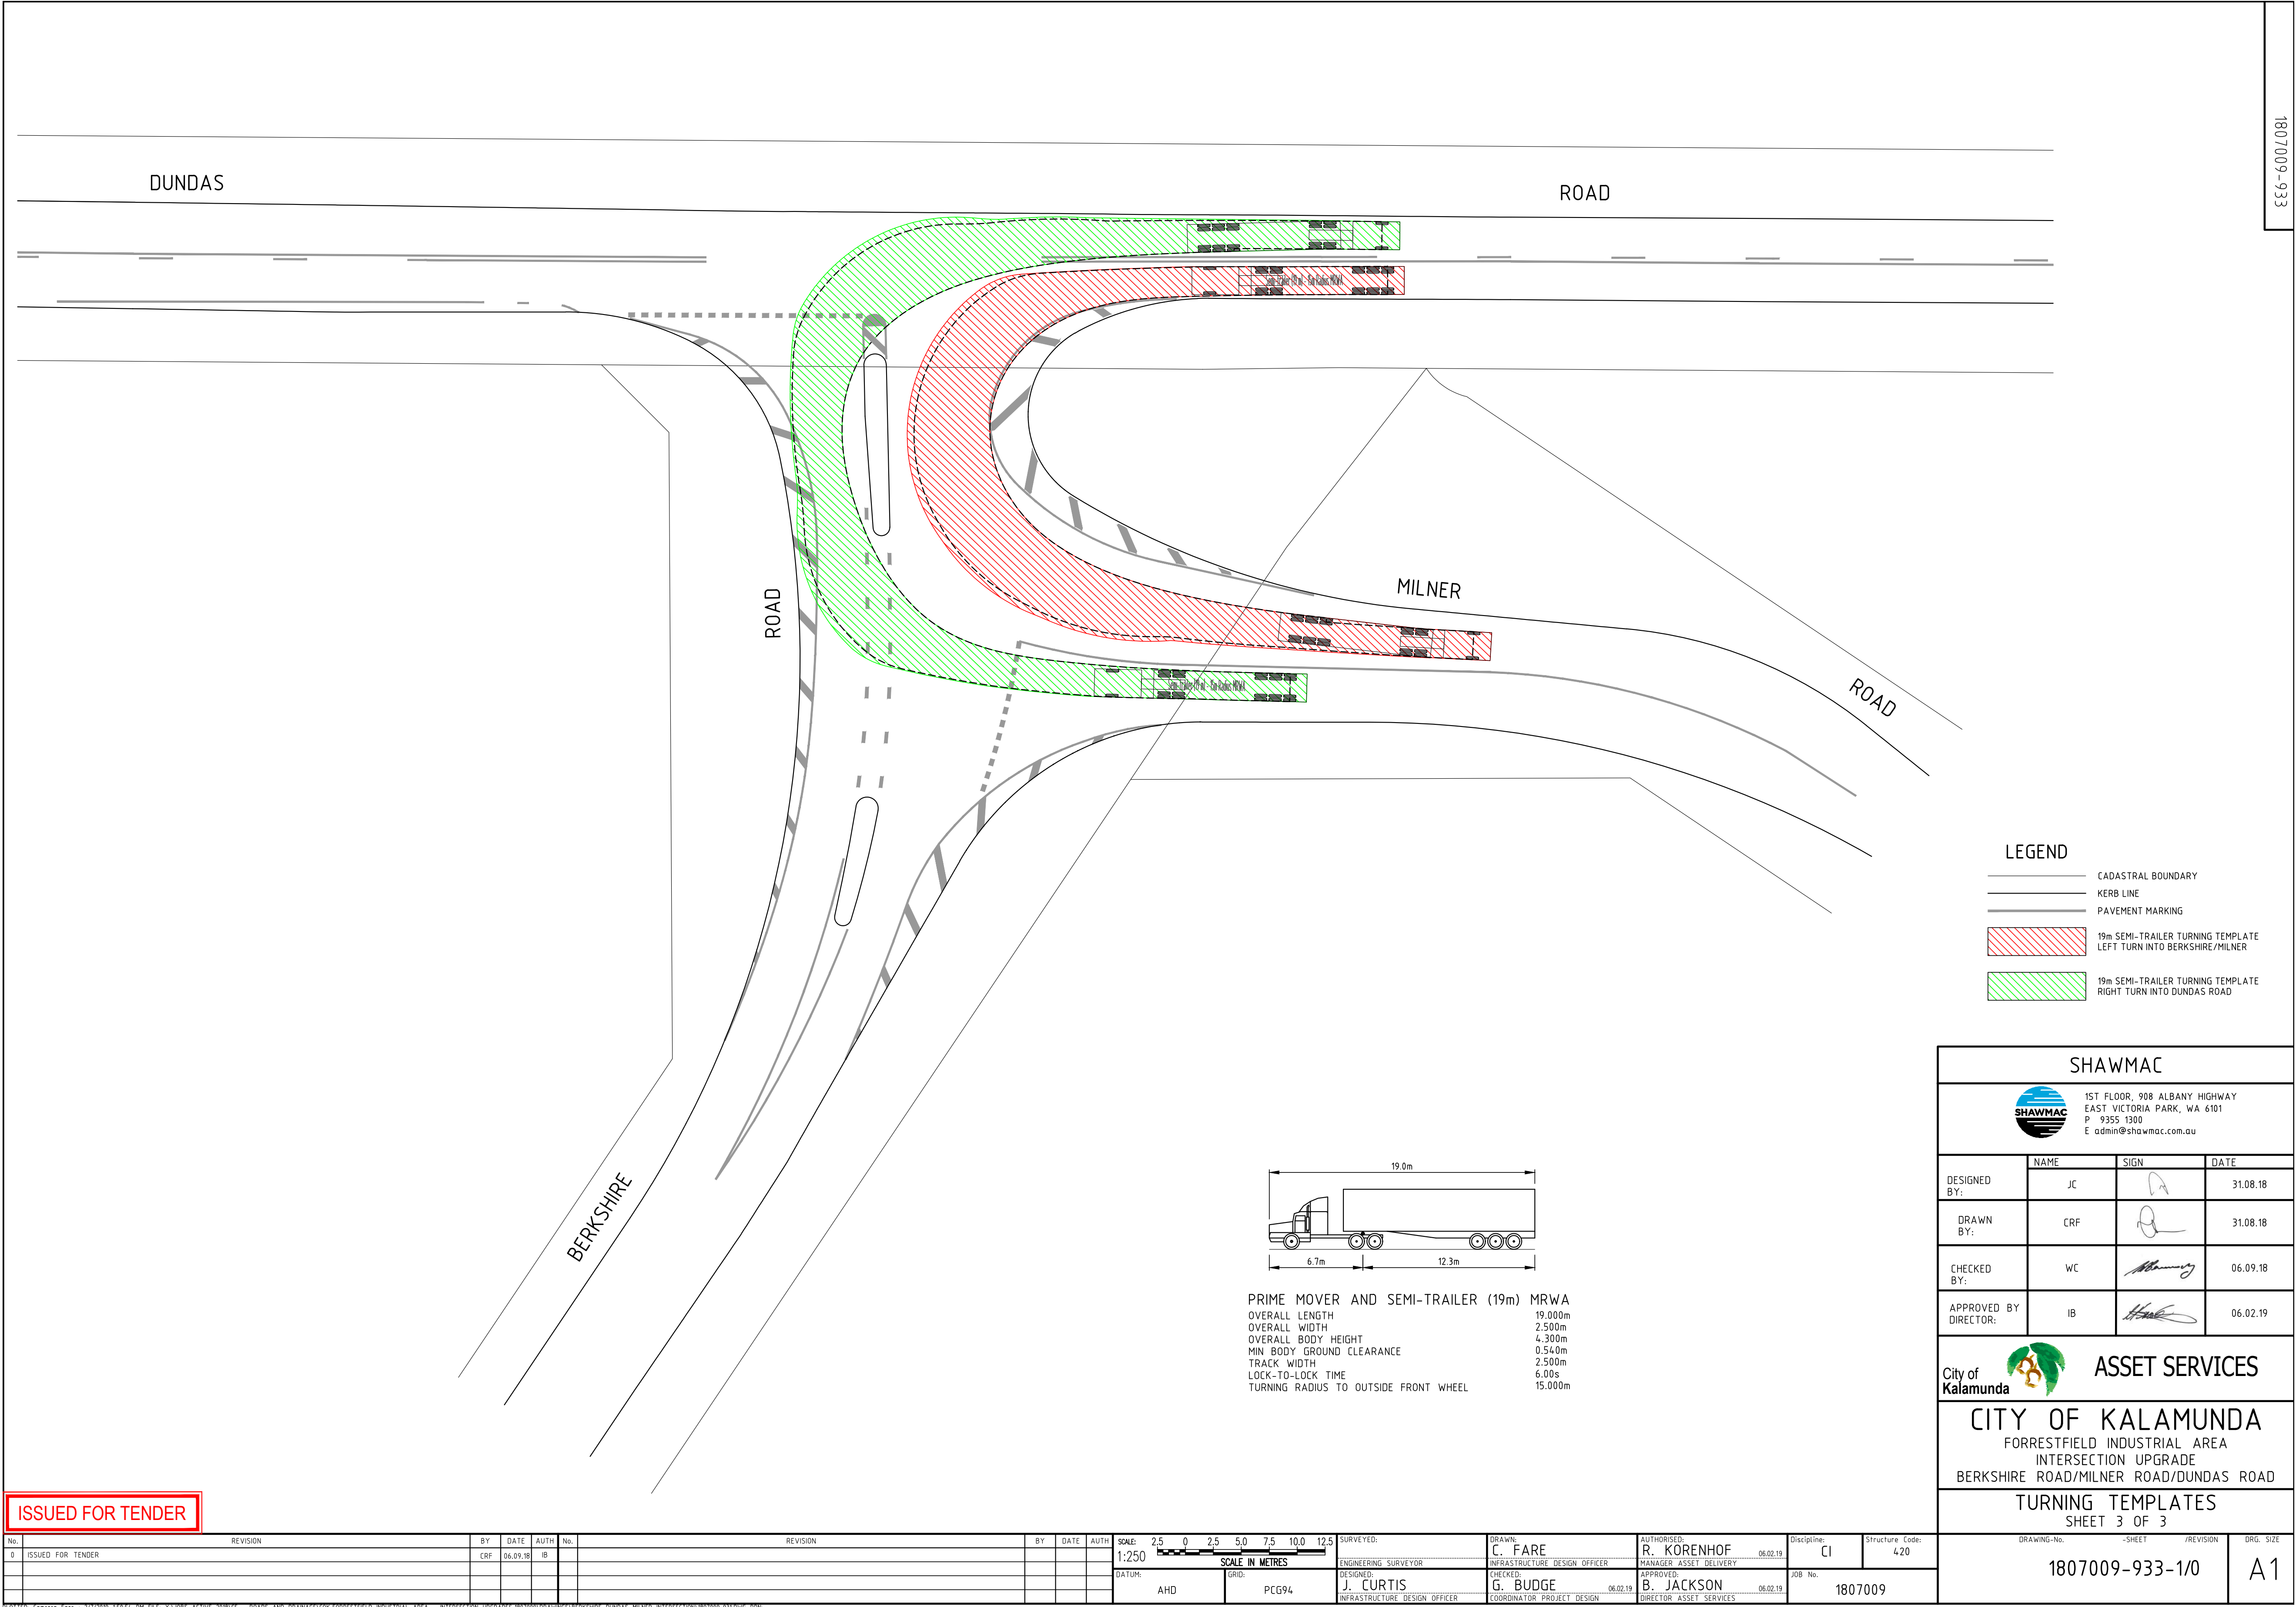 1807009-933
DUNDAS
ROAD
Semi-Trailer (19 m) - 15m Radius MRWA
MILNER
ROAD
ROAD
Semi-Trailer (19 m) - 15m Radius MRWA
BERKSHIRE
LEGEND
CADASTRAL BOUNDARY
KERB LINE
PAVEMENT MARKING
19m SEMI-TRAILER TURNING TEMPLATE
LEFT TURN INTO BERKSHIRE/MILNER
19m SEMI-TRAILER TURNING TEMPLATE
RIGHT TURN INTO DUNDAS ROAD
19.0m
6.7m 12.3m
PRIME MOVER AND SEMI-TRAILER (19m) MRWA
OVERALL LENGTH 19.000m
OVERALL WIDTH 2.500m
OVERALL BODY HEIGHT 4.300m
MIN BODY GROUND CLEARANCE 0.540m
TRACK WIDTH 2.500m
LOCK-TO-LOCK TIME 6.00s
TURNING RADIUS TO OUTSIDE FRONT WHEEL 15.000m
SHAWMAC
SHAWMAC
1ST FLOOR, 908 ALBANY HIGHWAY
EAST VICTORIA PARK, WA 6101
P 9355 1300
E admin@shawmac.com.au
NAME SIGN DATE
DESIGNED BY: JC 31.08.18
DRAWN BY: CRF 31.08.18
CHECKED BY: WC 06.09.18
APPROVED BY DIRECTOR: IB 06.02.19
City of
Kalamunda
ASSET SERVICES
CITY OF KALAMUNDA
FORRESTFIELD INDUSTRIAL AREA
INTERSECTION UPGRADE
BERKSHIRE ROAD/MILNER ROAD/DUNDAS ROAD
TURNING TEMPLATES
SHEET 3 OF 3
DRAWING-No. -SHEET /REVISION
1807009-933-1/0
DRG. SIZE
A1
ISSUED FOR TENDER
No. REVISION BY DATE AUTH No. REVISION BY DATE AUTH
0 ISSUED FOR TENDER CRF 06.09.18 IB
SCALE: 2.5 0 2.5 5.0 7.5 10.0 12.5
1:250
SCALE IN METRES
DATUM: AHD
GRID: PCG94
SURVEYED:
ENGINEERING SURVEYOR
DESIGNED:
J. CURTIS
INFRASTRUCTURE DESIGN OFFICER
DRAWN:
C. FARE
INFRASTRUCTURE DESIGN OFFICER
CHECKED:
G. BUDGE 06.02.19
COORDINATOR PROJECT DESIGN
AUTHORISED:
R. KORENHOF 06.02.19
MANAGER ASSET DELIVERY
APPROVED:
B. JACKSON 06.02.19
DIRECTOR ASSET SERVICES
Discipline:
CI
Structure Code:
420
JOB No.
1807009